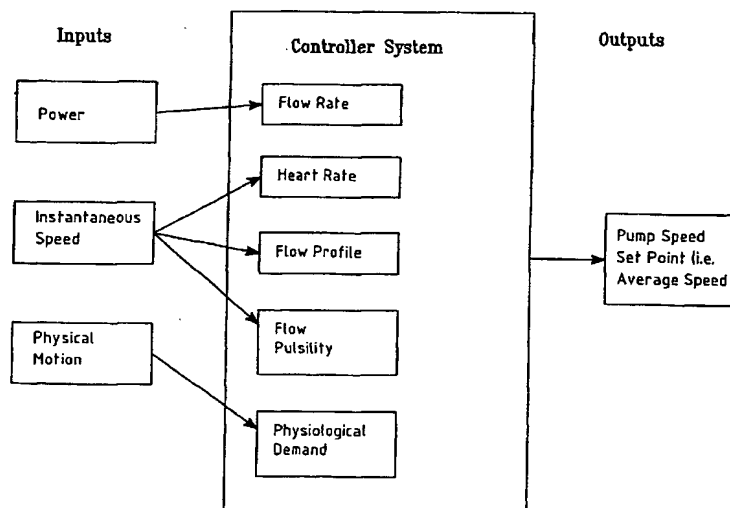 Inputs
Controller System
Outputs
Power
Flow Rate
Heart Rate
Instantaneous
Speed
Flow Profile
Pump Speed
Set Point (i.e.
Average Speed
Flow
Pulsility
Physical
Motion
Physiological
Demand